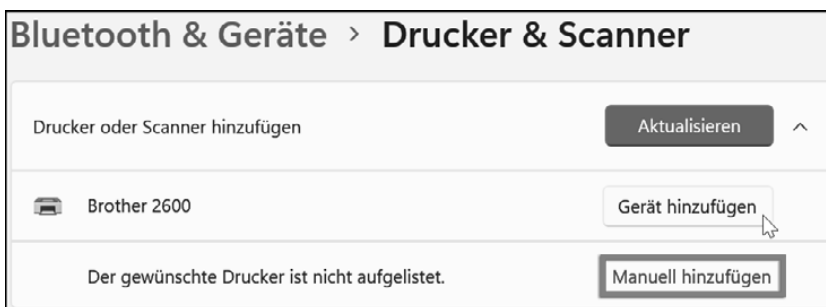 Bluetooth & Geräte > Drucker & Scanner
Drucker oder Scanner hinzufügen Aktualisieren
Brother 2600 Gerät hinzufügen
Der gewünschte Drucker ist nicht aufgelistet. Manuell hinzufügen